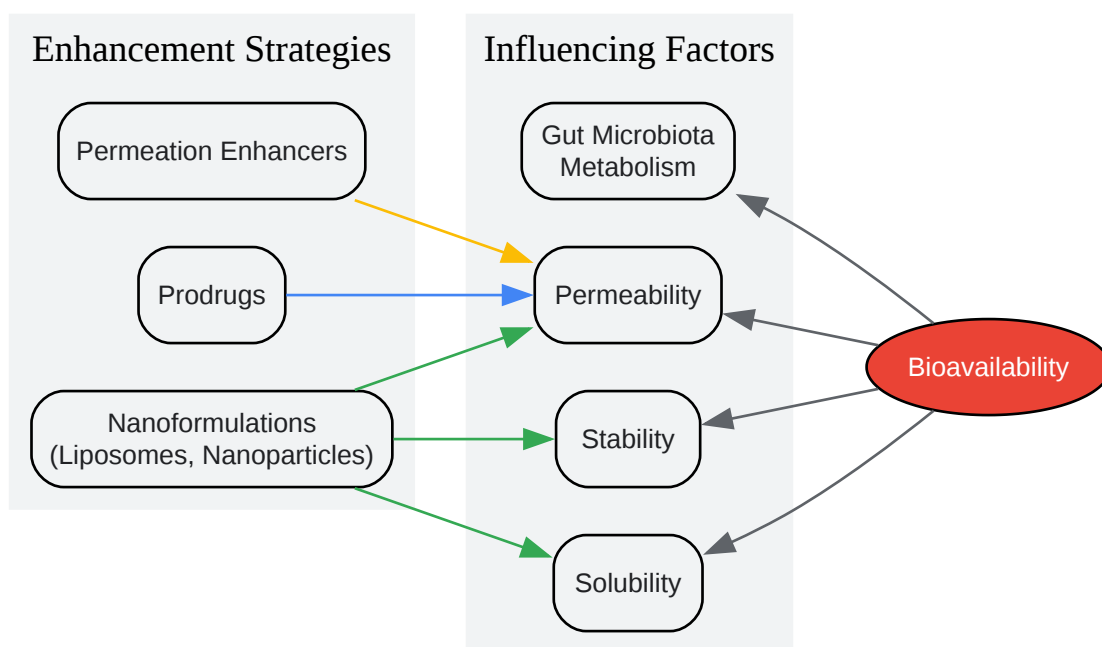 Enhancement Strategies
Permeation Enhancers
Prodrugs
Nanoformulations
(Liposomes, Nanoparticles)
Influencing Factors
Gut Microbiota
Metabolism
Permeability
Stability
Solubility
Bioavailability